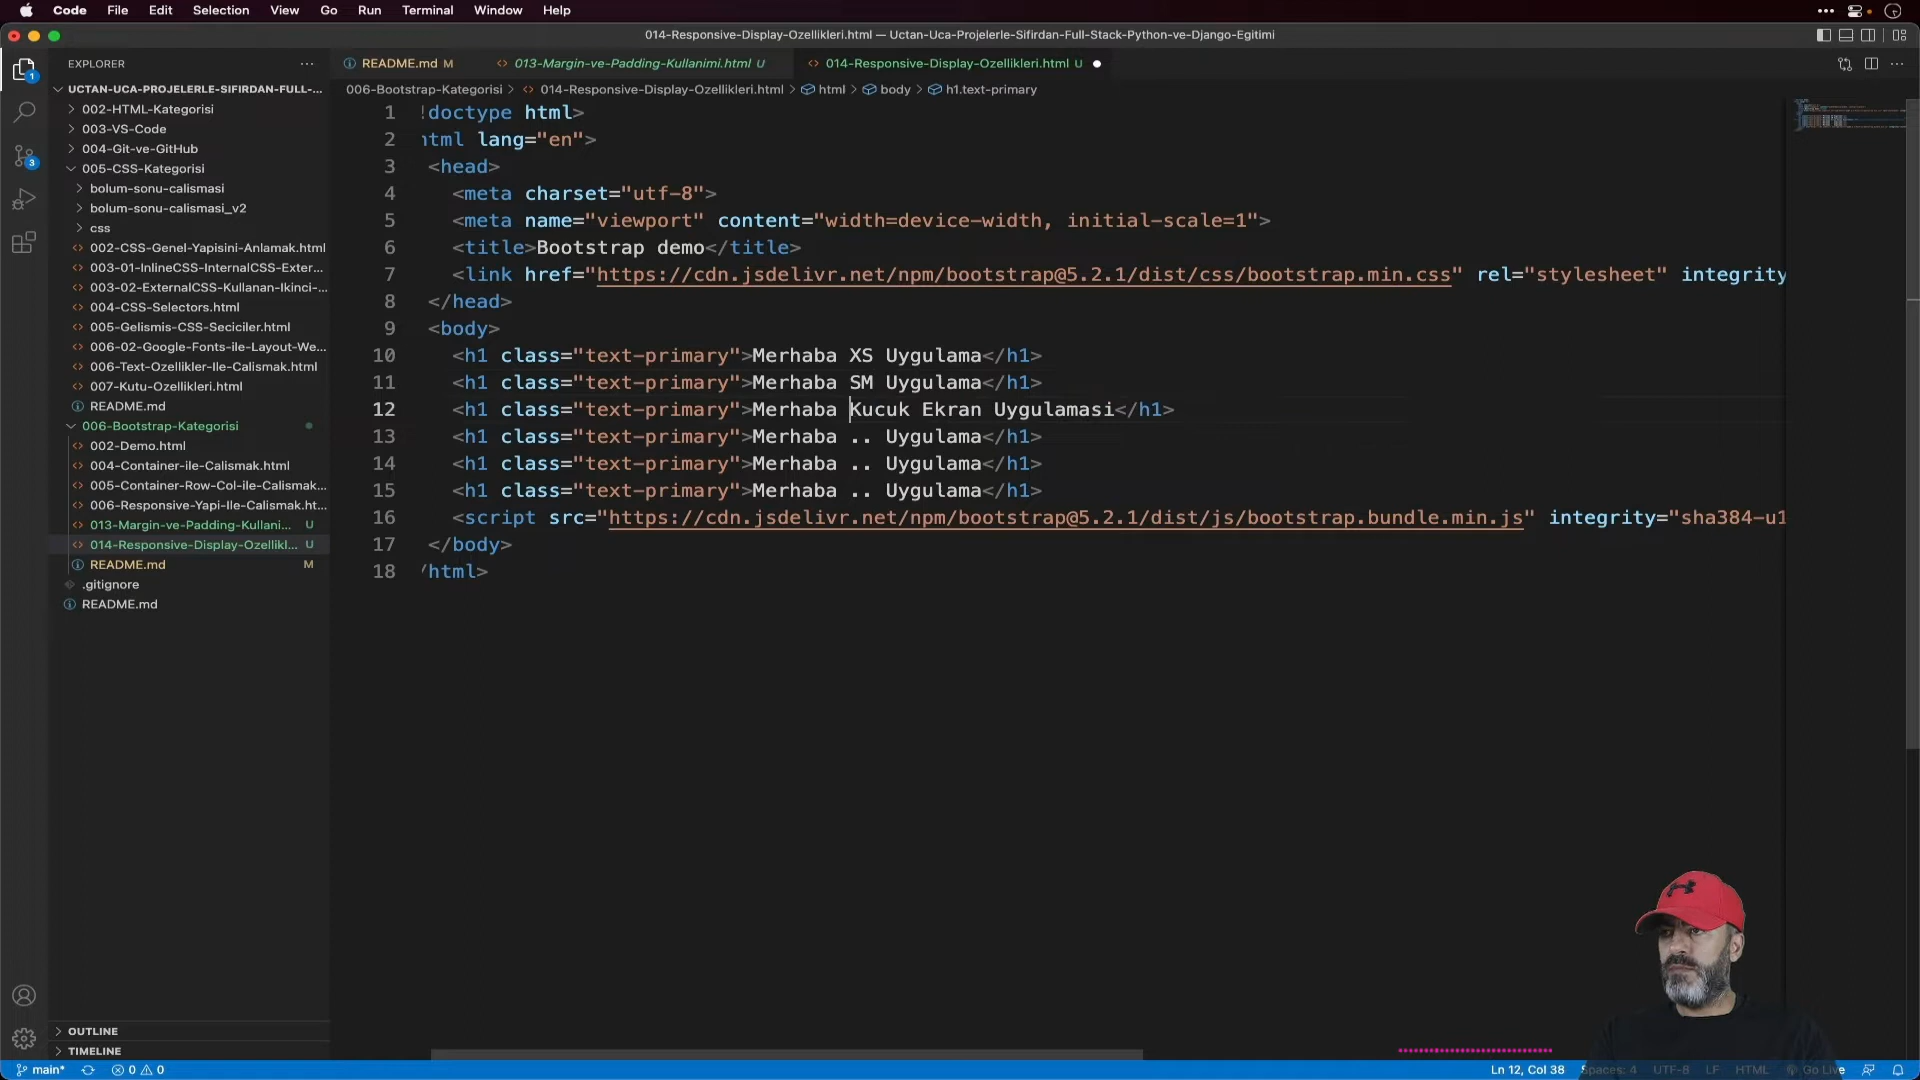 Code File Edit Selection View Go Run Terminal Window Help
014-Responsive-Display-Ozellikleri.html — Uctan-Uca-Projelerle-Sifirdan-Full-Stack-Python-ve-Django-Egitimi
EXPLORER
README.md M
013-Margin-ve-Padding-Kullanimi.html U
014-Responsive-Display-Ozellikleri.html U
006-Bootstrap-Kategorisi > 014-Responsive-Display-Ozellikleri.html > html > body > h1.text-primary
UCTAN-UCA-PROJELERLE-SIFIRDAN-FULL-...
002-HTML-Kategorisi
003-VS-Code
004-Git-ve-GitHub
005-CSS-Kategorisi
bolum-sonu-calismasi
bolum-sonu-calismasi_v2
css
002-CSS-Genel-Yapisini-Anlamak.html
003-01-InlineCSS-InternalCSS-Exter...
003-02-ExternalCSS-Kullanan-Ikinci-...
004-CSS-Selectors.html
005-Gelismis-CSS-Seciciler.html
006-02-Google-Fonts-ile-Layout-We...
006-Text-Ozellikler-Ile-Calismak.html
007-Kutu-Ozellikleri.html
README.md
006-Bootstrap-Kategorisi
002-Demo.html
004-Container-ile-Calismak.html
005-Container-Row-Col-ile-Calismak...
006-Responsive-Yapi-Ile-Calismak.ht...
013-Margin-ve-Padding-Kullani... U
014-Responsive-Display-Ozellikl... U
README.md M
.gitignore
README.md
OUTLINE
TIMELINE
1 !doctype html>
2 html lang="en">
3 <head>
4 <meta charset="utf-8">
5 <meta name="viewport" content="width=device-width, initial-scale=1">
6 <title>Bootstrap demo</title>
7 <link href="https://cdn.jsdelivr.net/npm/bootstrap@5.2.1/dist/css/bootstrap.min.css" rel="stylesheet" integrity
8 </head>
9 <body>
10 <h1 class="text-primary">Merhaba XS Uygulama</h1>
11 <h1 class="text-primary">Merhaba SM Uygulama</h1>
12 <h1 class="text-primary">Merhaba Kucuk Ekran Uygulamasi</h1>
13 <h1 class="text-primary">Merhaba .. Uygulama</h1>
14 <h1 class="text-primary">Merhaba .. Uygulama</h1>
15 <h1 class="text-primary">Merhaba .. Uygulama</h1>
16 <script src="https://cdn.jsdelivr.net/npm/bootstrap@5.2.1/dist/js/bootstrap.bundle.min.js" integrity="sha384-u1
17 </body>
18 /html>
1
3
main* 0 0 Ln 12, Col 38 Spaces: 4 UTF-8 LF HTML Go Live